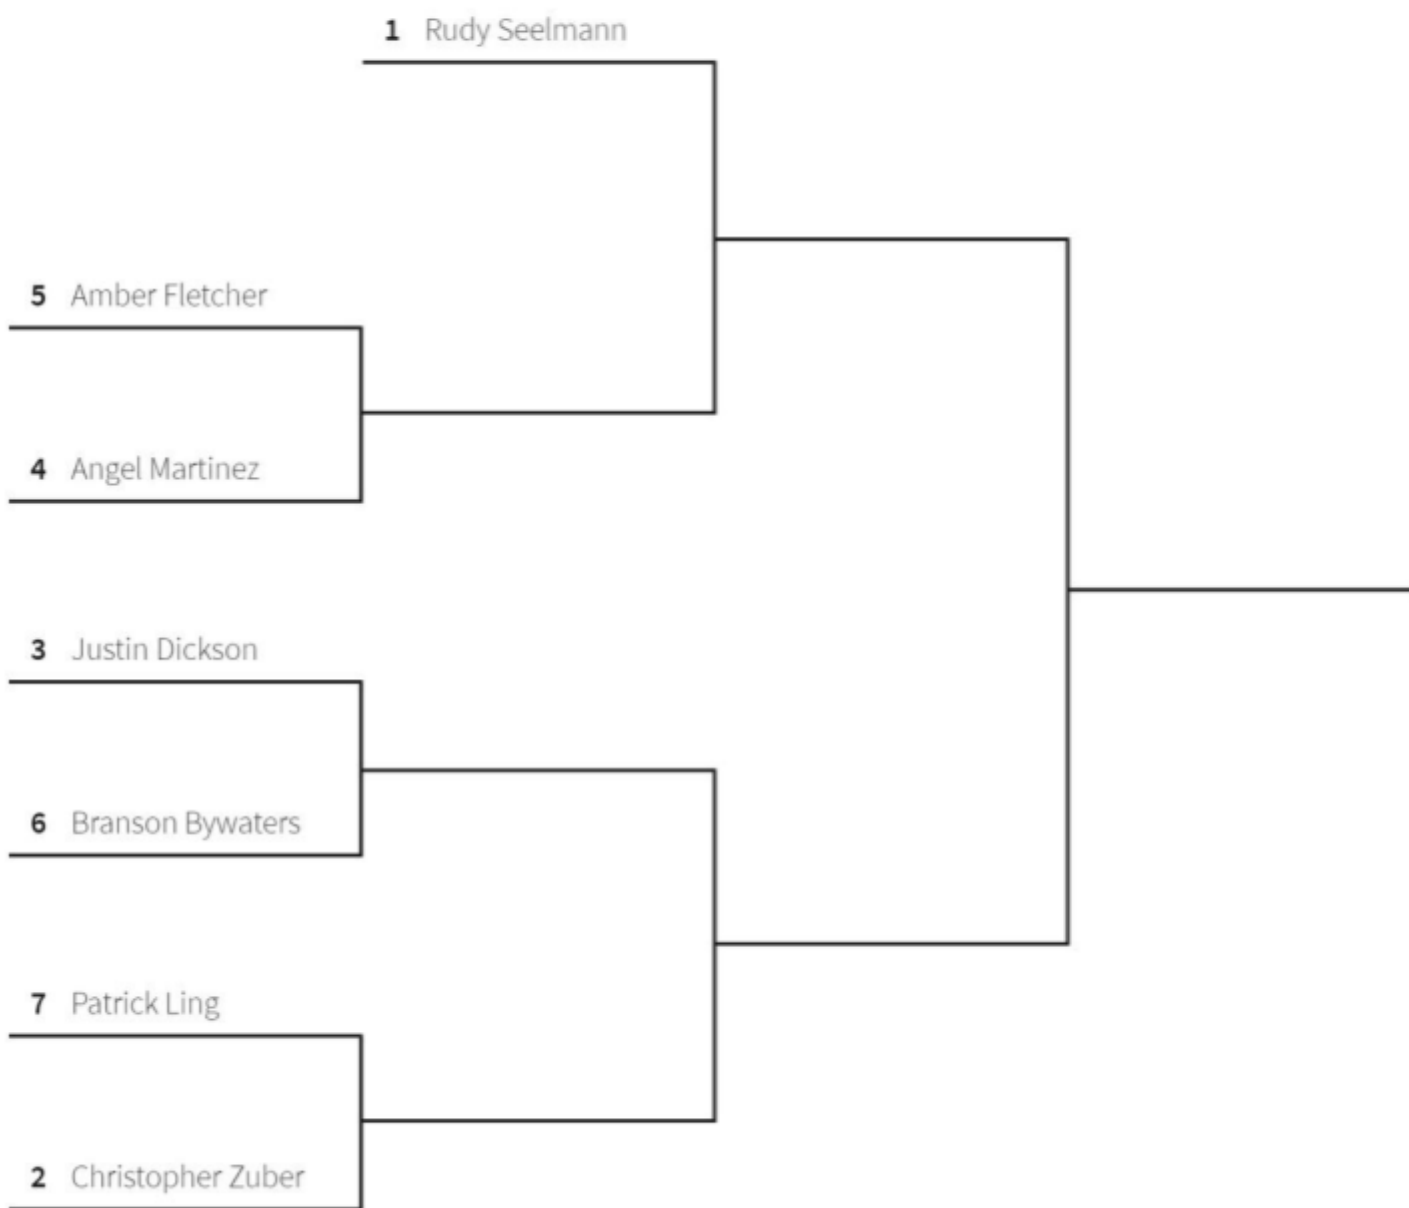 1 Rudy Seelmann
5 Amber Fletcher
4 Angel Martinez
3 Justin Dickson
6 Branson Bywaters
7 Patrick Ling
2 Christopher Zuber